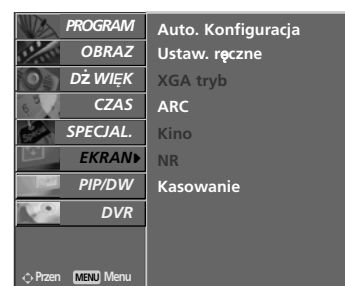 PROGRAM
OBRAZ
DŻWIĘK
CZAS
SPECJAL.
EKRAN
PIP/DW
DVR
Przen MENU Menu
Auto. Konfiguracja
Ustaw. ręczne
XGA tryb
ARC
Kino
NR
Kasowanie